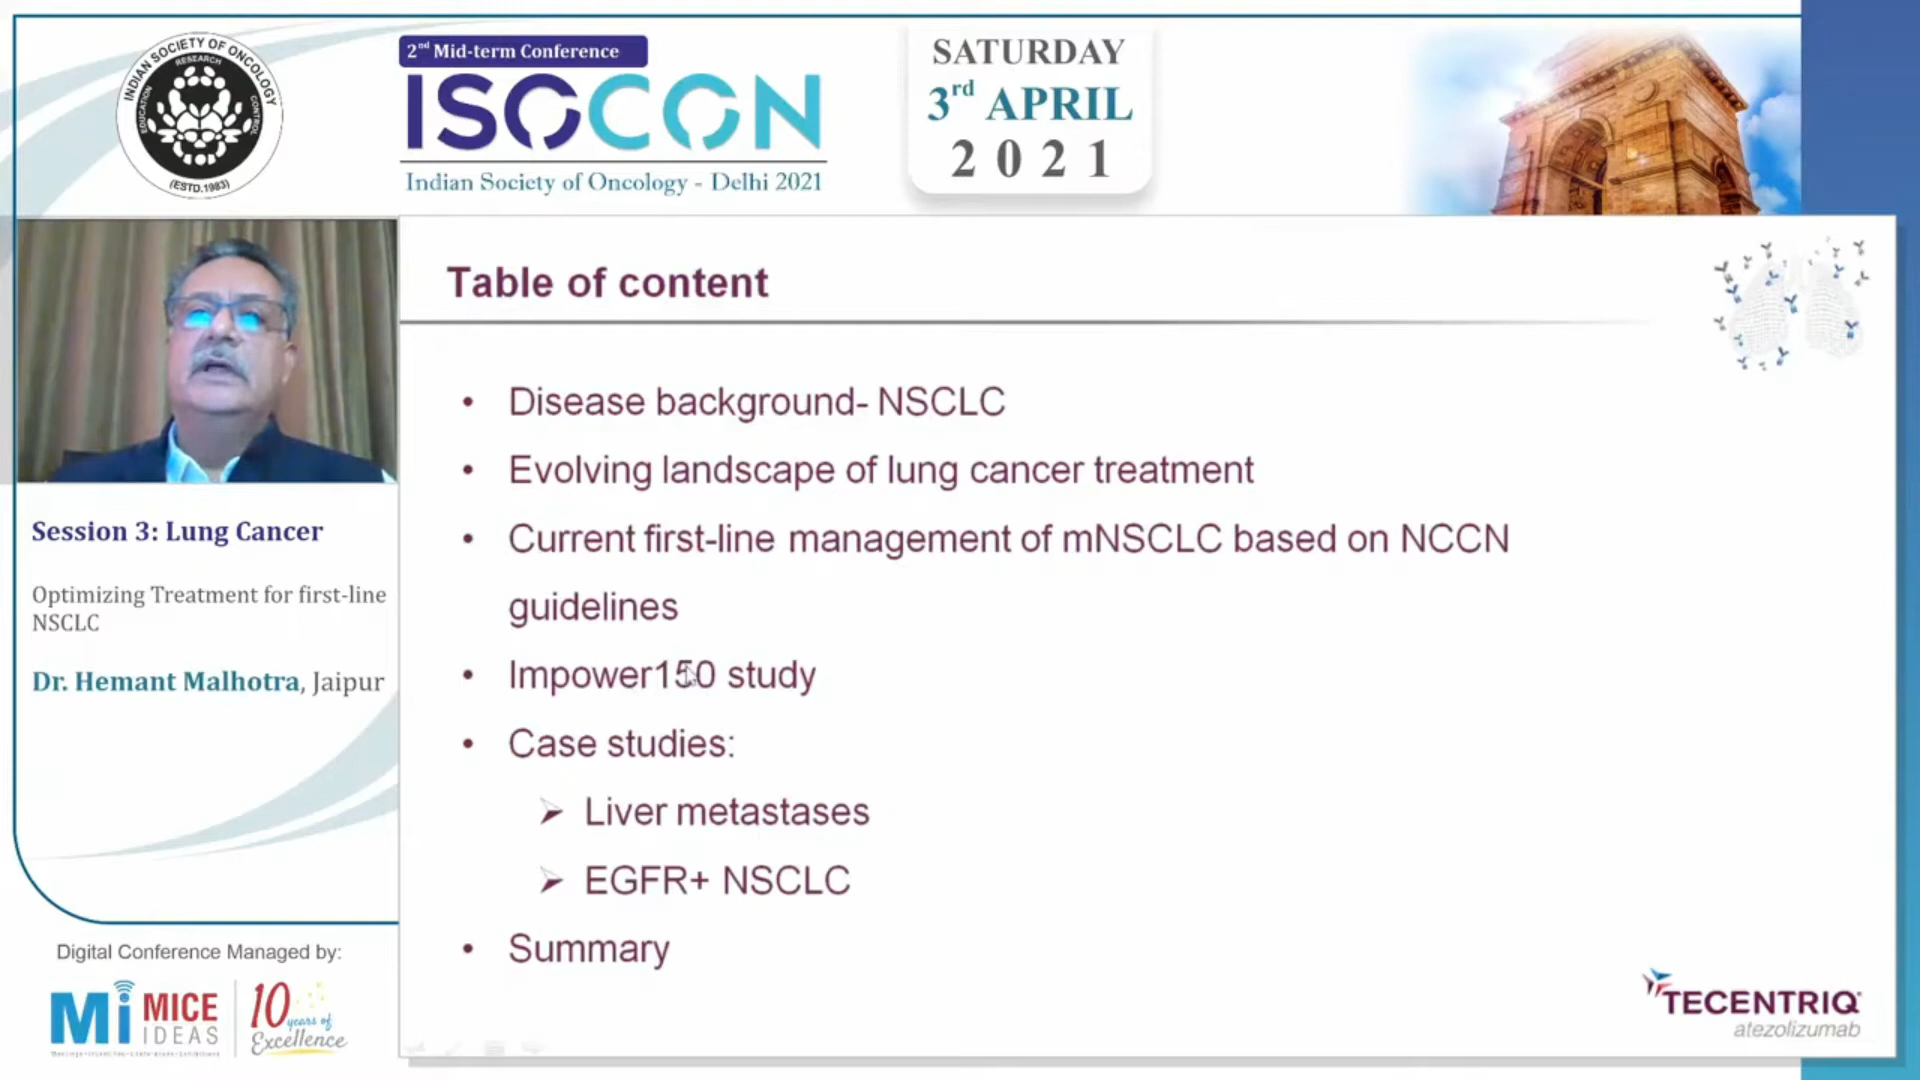 INDIAN SOCIETY OF ONCOLOGY
RESEARCH
EDUCATION
CONTROL
(ESTD.1983)
2nd Mid-term Conference
ISOCON
Indian Society of Oncology - Delhi 2021
SATURDAY
3rd APRIL
2021
Session 3: Lung Cancer
Optimizing Treatment for first-line
NSCLC
Dr. Hemant Malhotra, Jaipur
Digital Conference Managed by:
Mi MICE
IDEAS
10
years of
Excellence
Table of content
• Disease background- NSCLC
• Evolving landscape of lung cancer treatment
• Current first-line management of mNSCLC based on NCCN
guidelines
• Impower150 study
• Case studies:
➢ Liver metastases
➢ EGFR+ NSCLC
• Summary
TECENTRIQ
atezolizumab